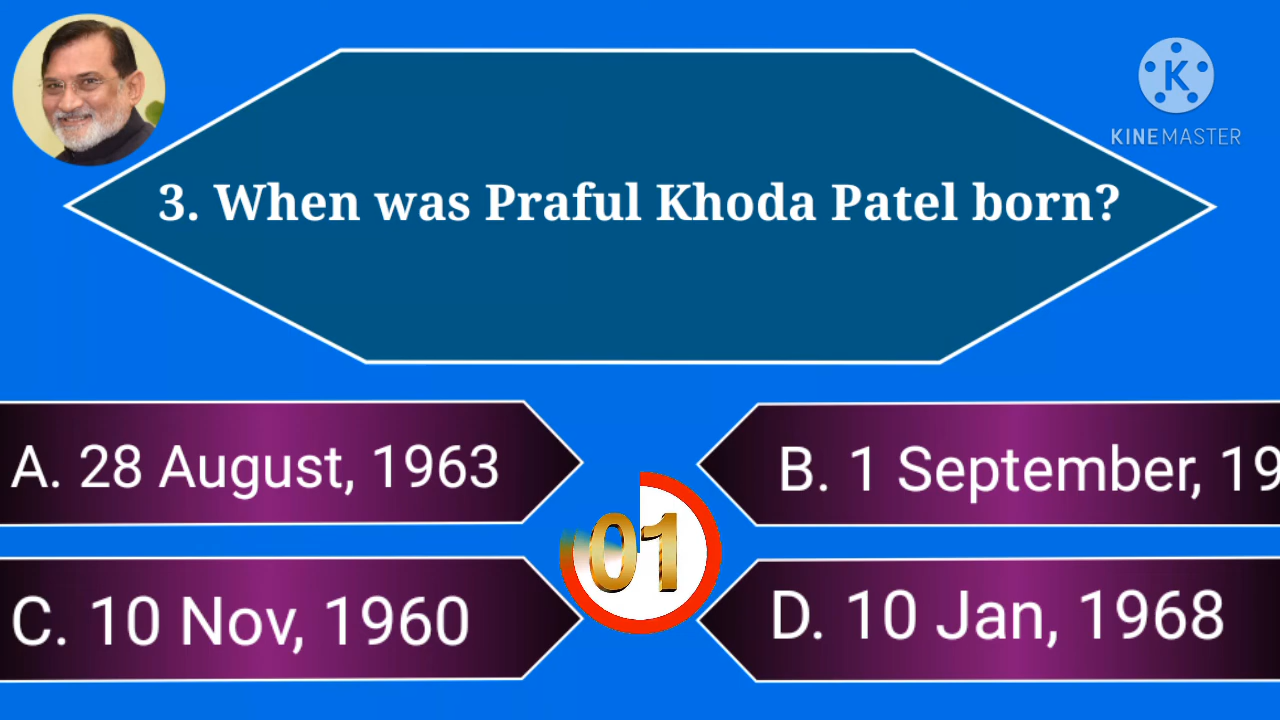 KINEMASTER
3. When was Praful Khoda Patel born?
A. 28 August, 1963
B. 1 September, 19
C. 10 Nov, 1960
D. 10 Jan, 1968
01